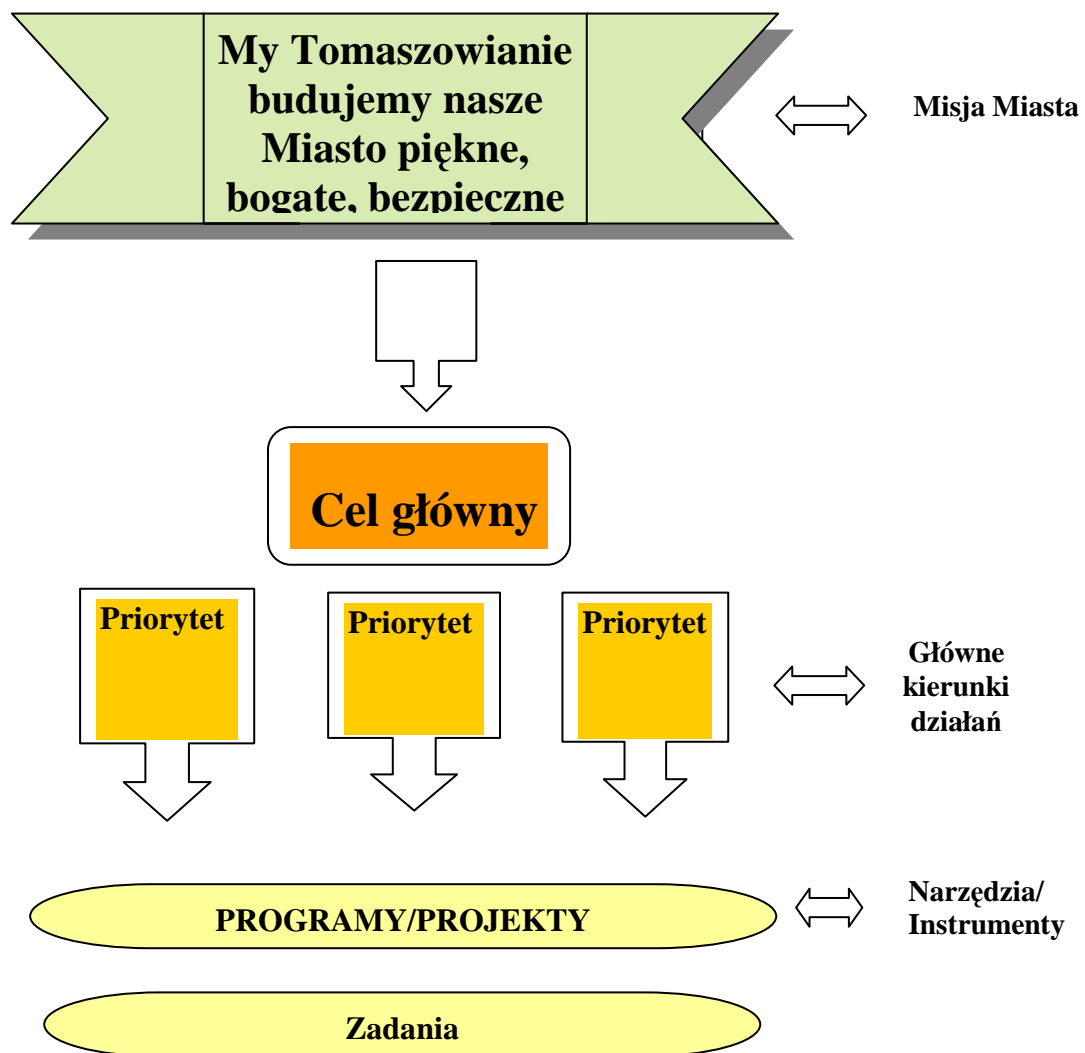 My Tomaszowianie
budujemy nasze
Miasto piękne,
bogate, bezpieczne
Misja Miasta
Cel główny
Priorytet
Priorytet
Priorytet
Główne
kierunki
działań
PROGRAMY/PROJEKTY
Narzędzia/
Instrumenty
Zadania